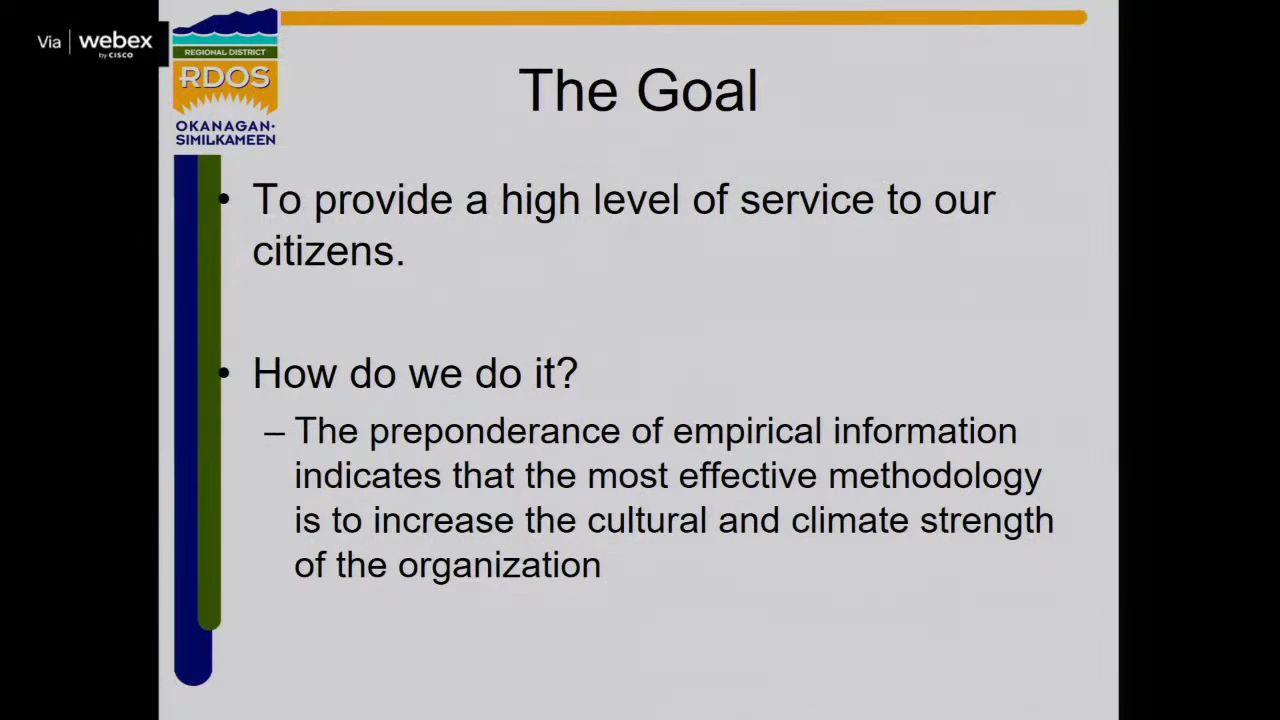 Via webex
by CISCO
REGIONAL DISTRICT
RDOS
OKANAGAN-
SIMILKAMEEN
The Goal
• To provide a high level of service to our
citizens.
• How do we do it?
– The preponderance of empirical information
indicates that the most effective methodology
is to increase the cultural and climate strength
of the organization